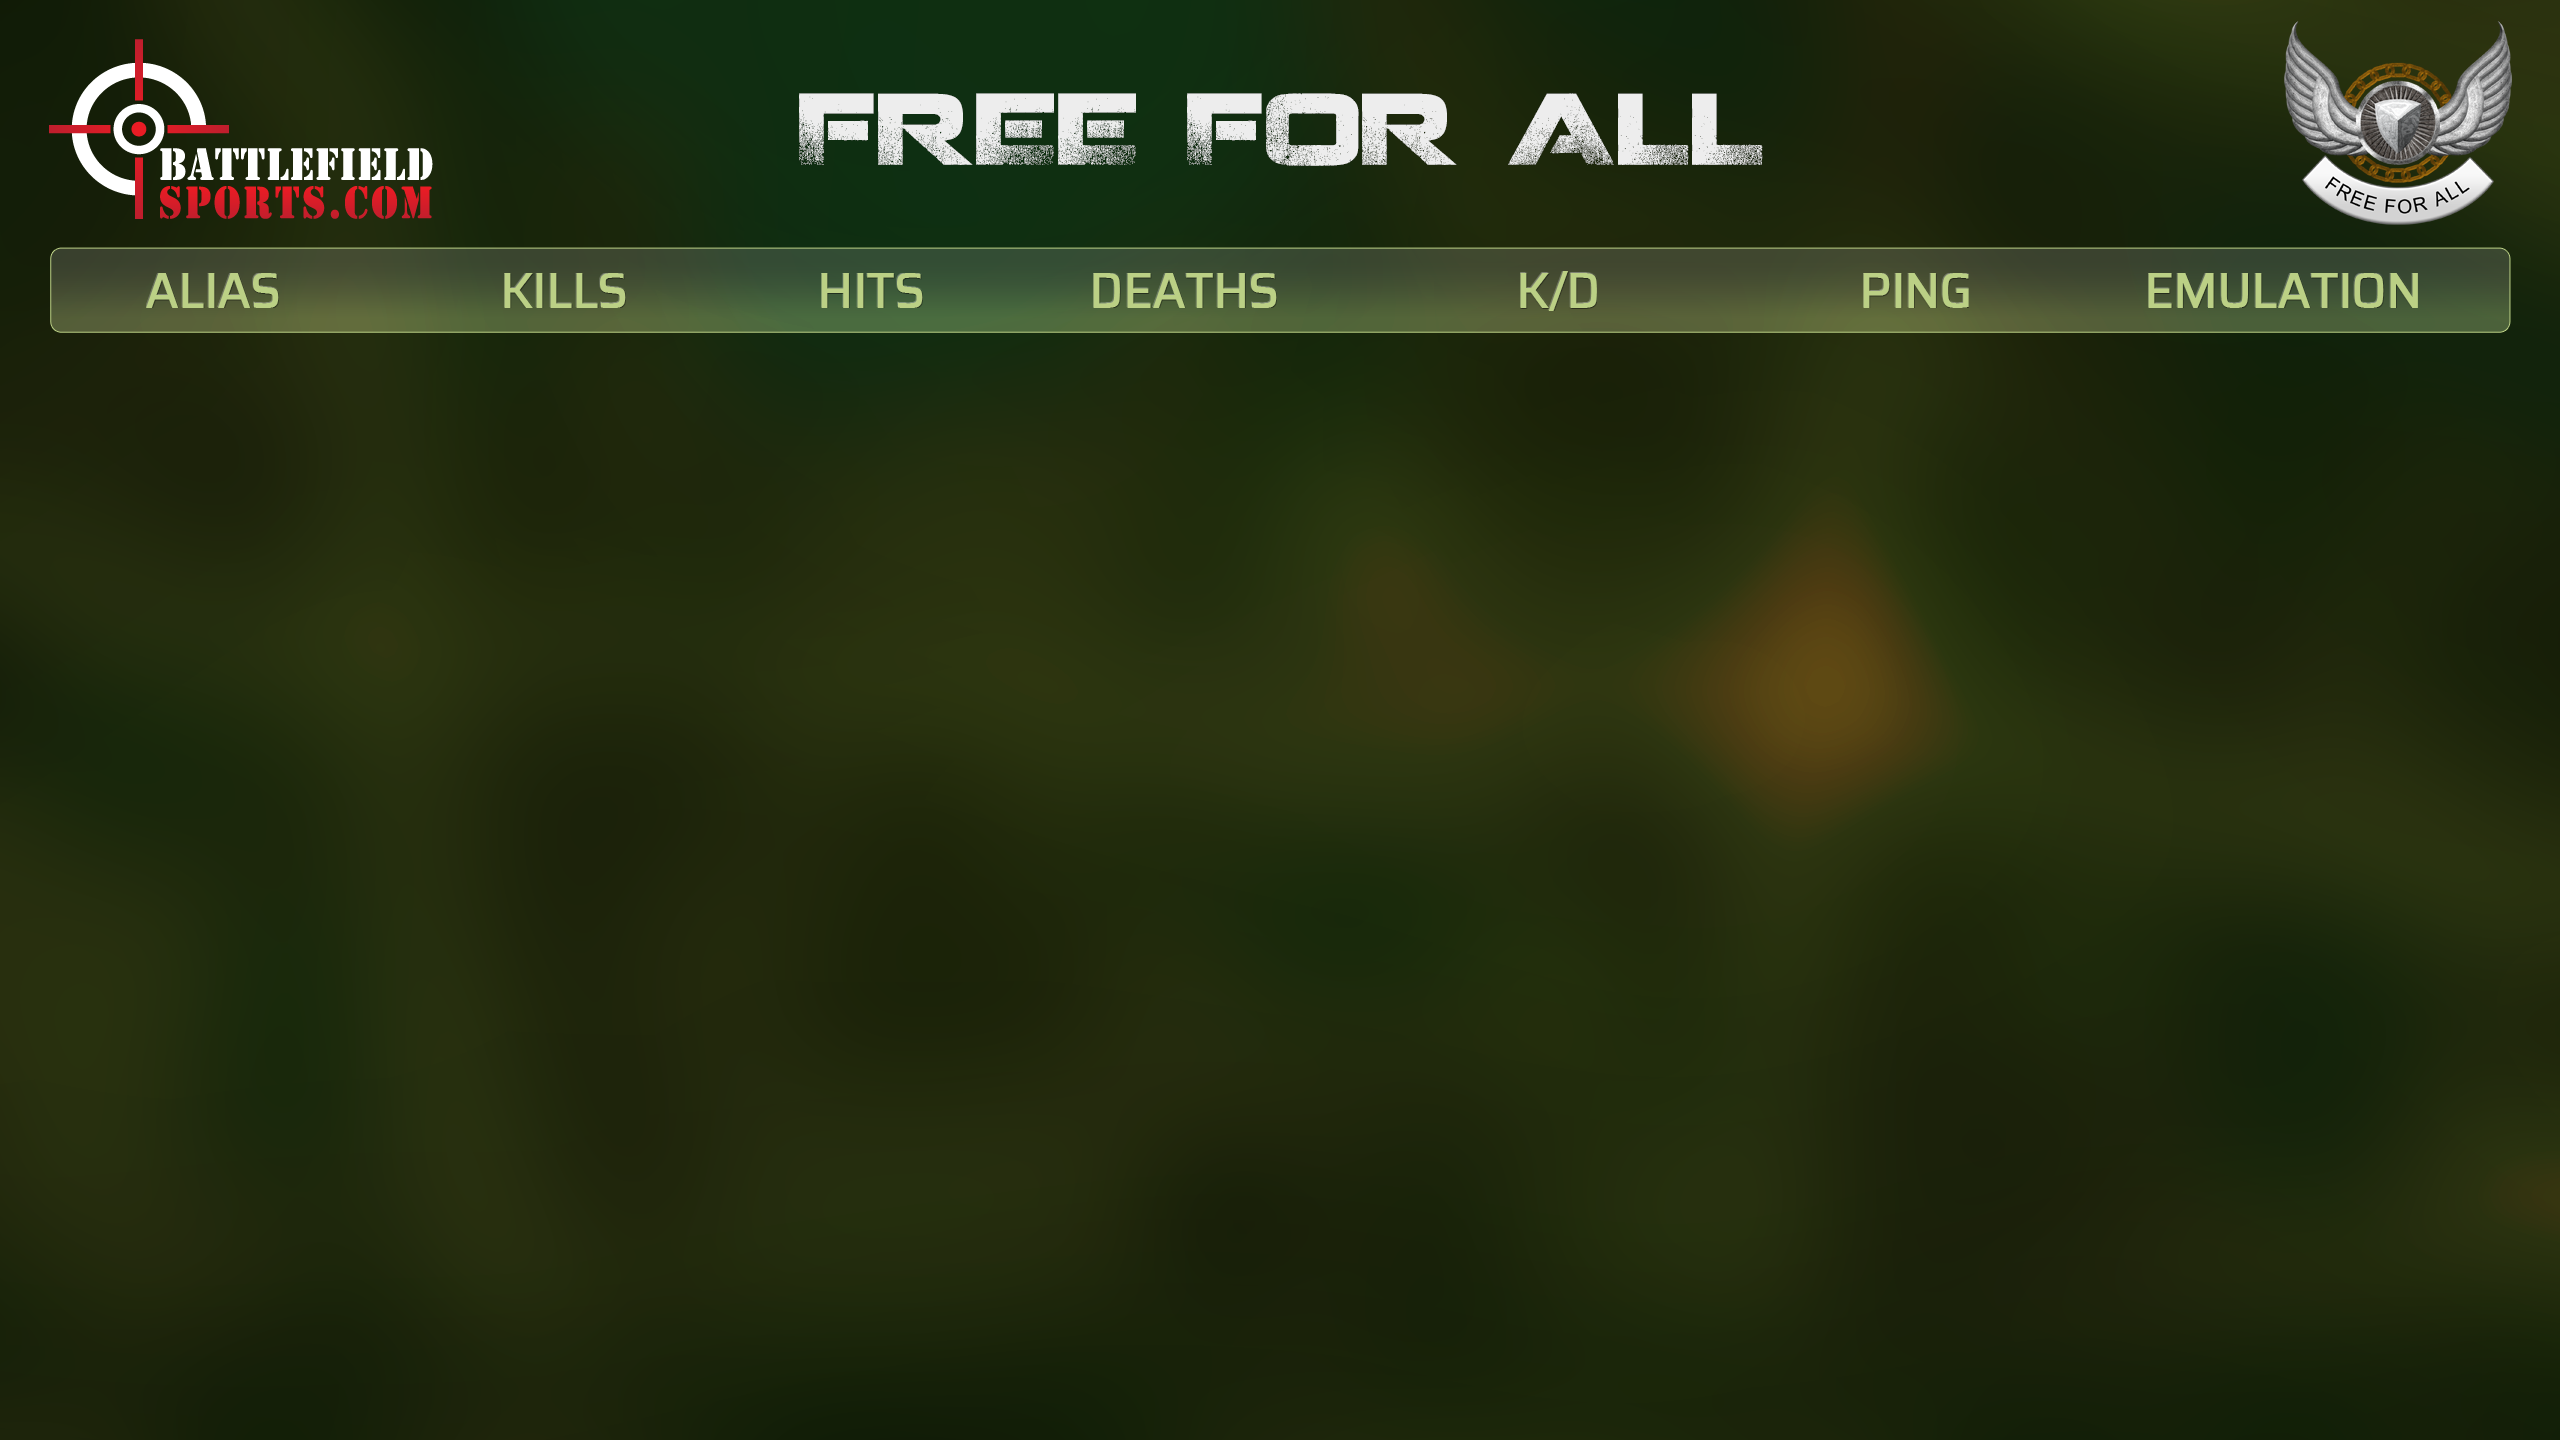 BATTLEFIELD
SPORTS.COM
FREE FOR ALL
FREE FOR ALL
ALIAS KILLS HITS DEATHS K/D PING EMULATION